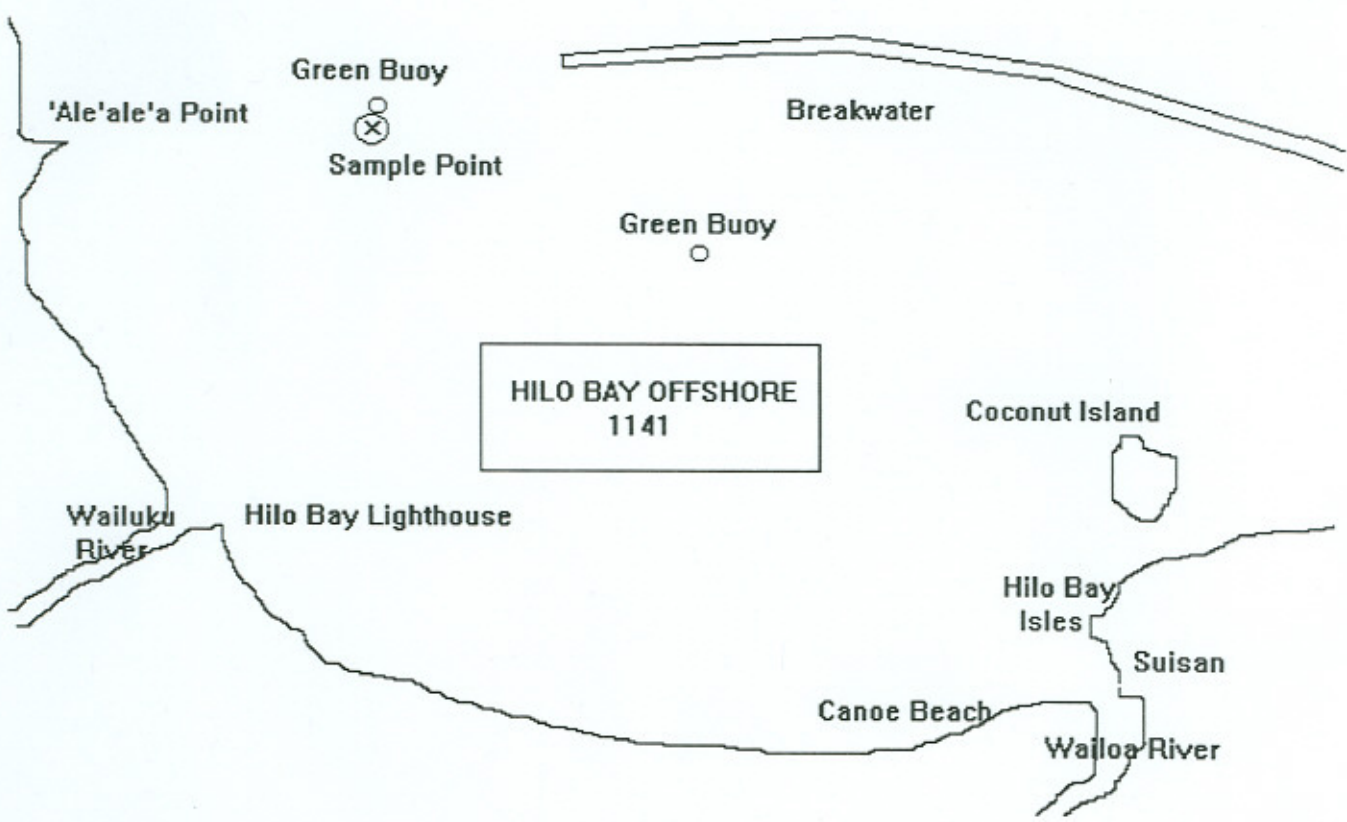 Green Buoy
'Ale'ale'a Point
Breakwater
Sample Point
Green Buoy
HILO BAY OFFSHORE
1141
Coconut Island
Wailuku
River
Hilo Bay Lighthouse
Hilo Bay
Isles
Suisan
Canoe Beach
Wailoa River